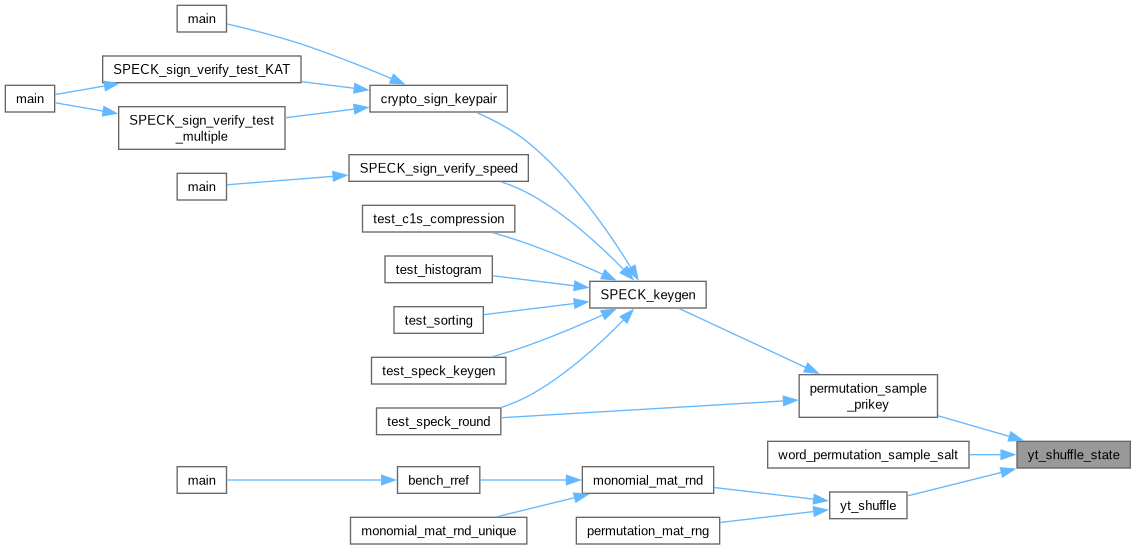 main
SPECK_sign_verify_test_KAT
main
crypto_sign_keypair
SPECK_sign_verify_test
_multiple
SPECK_sign_verify_speed
main
test_c1s_compression
test_histogram
SPECK_keygen
test_sorting
test_speck_keygen
permutation_sample
_prikey
test_speck_round
yt_shuffle_state
word_permutation_sample_salt
main
bench_rref
monomial_mat_rnd
yt_shuffle
monomial_mat_rnd_unique
permutation_mat_rng